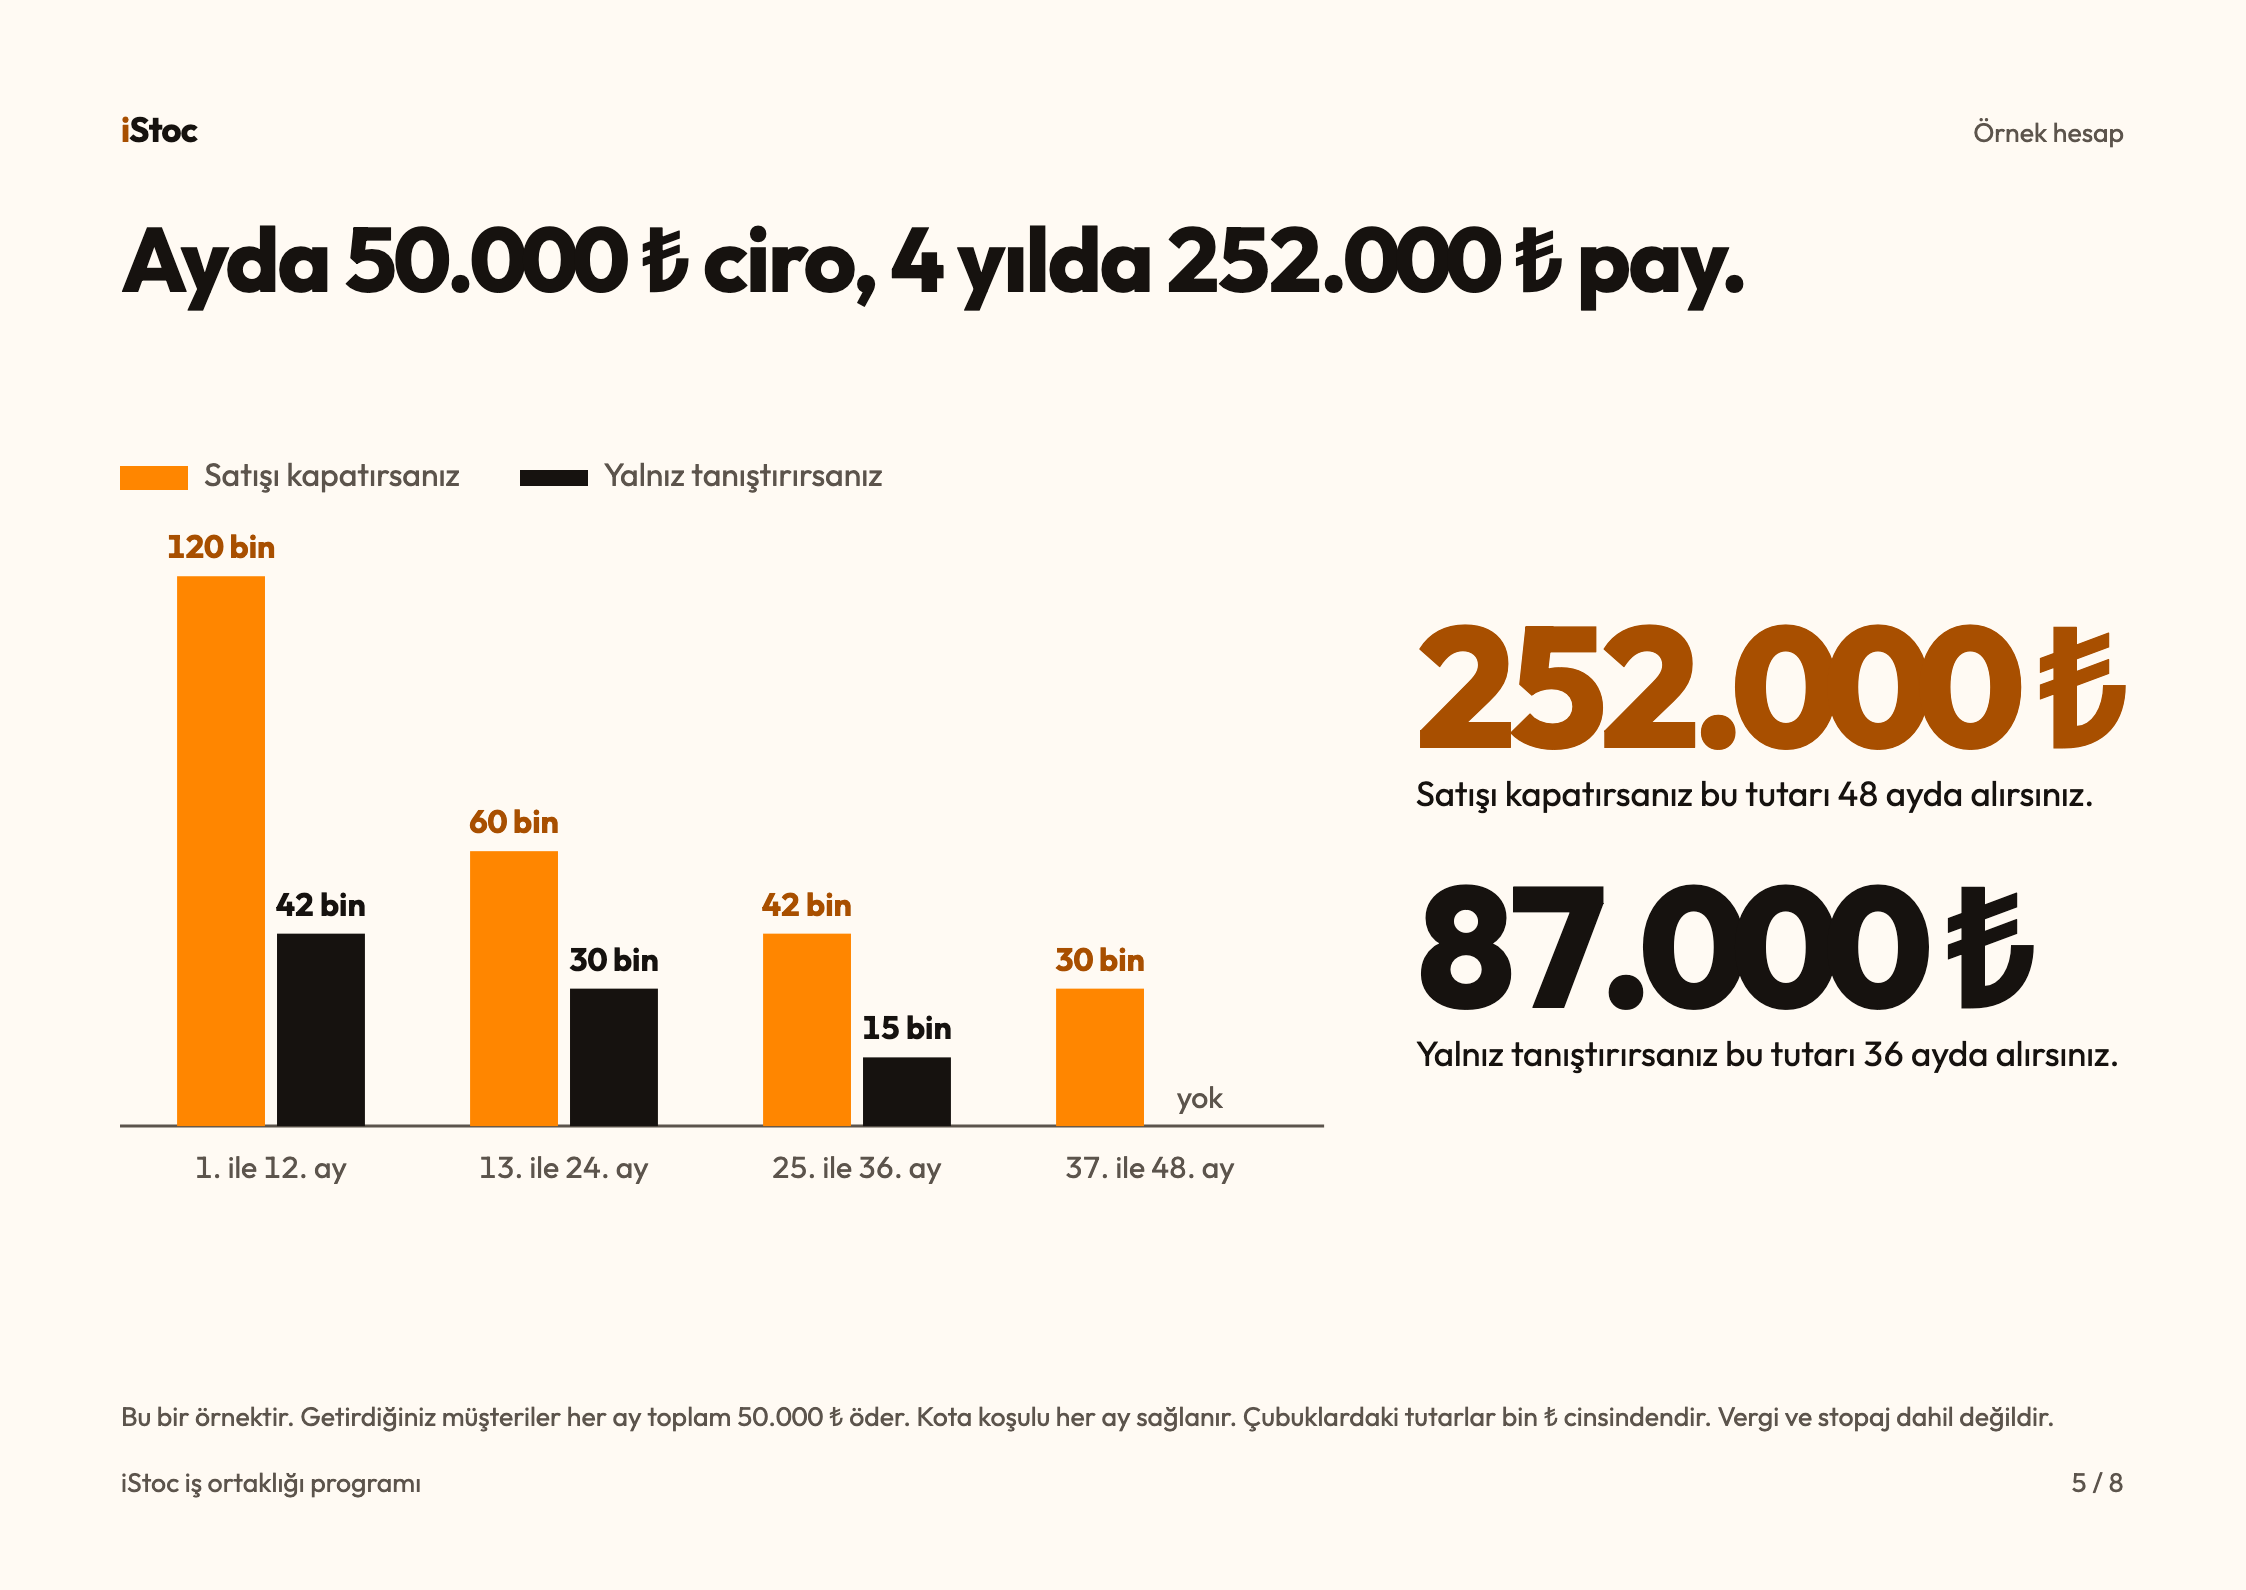 iStoc
Örnek hesap
Ayda 50.000 ₺ ciro, 4 yılda 252.000 ₺ pay.
Satışı kapatırsanız
Yalnız tanıştırırsanız
120 bin
42 bin
60 bin
30 bin
42 bin
15 bin
30 bin
yok
1. ile 12. ay
13. ile 24. ay
25. ile 36. ay
37. ile 48. ay
252.000 ₺
Satışı kapatırsanız bu tutarı 48 ayda alırsınız.
87.000 ₺
Yalnız tanıştırırsanız bu tutarı 36 ayda alırsınız.
Bu bir örnektir. Getirdiğiniz müşteriler her ay toplam 50.000 ₺ öder. Kota koşulu her ay sağlanır. Çubuklardaki tutarlar bin ₺ cinsindendir. Vergi ve stopaj dahil değildir.
iStoc iş ortaklığı programı
5 / 8